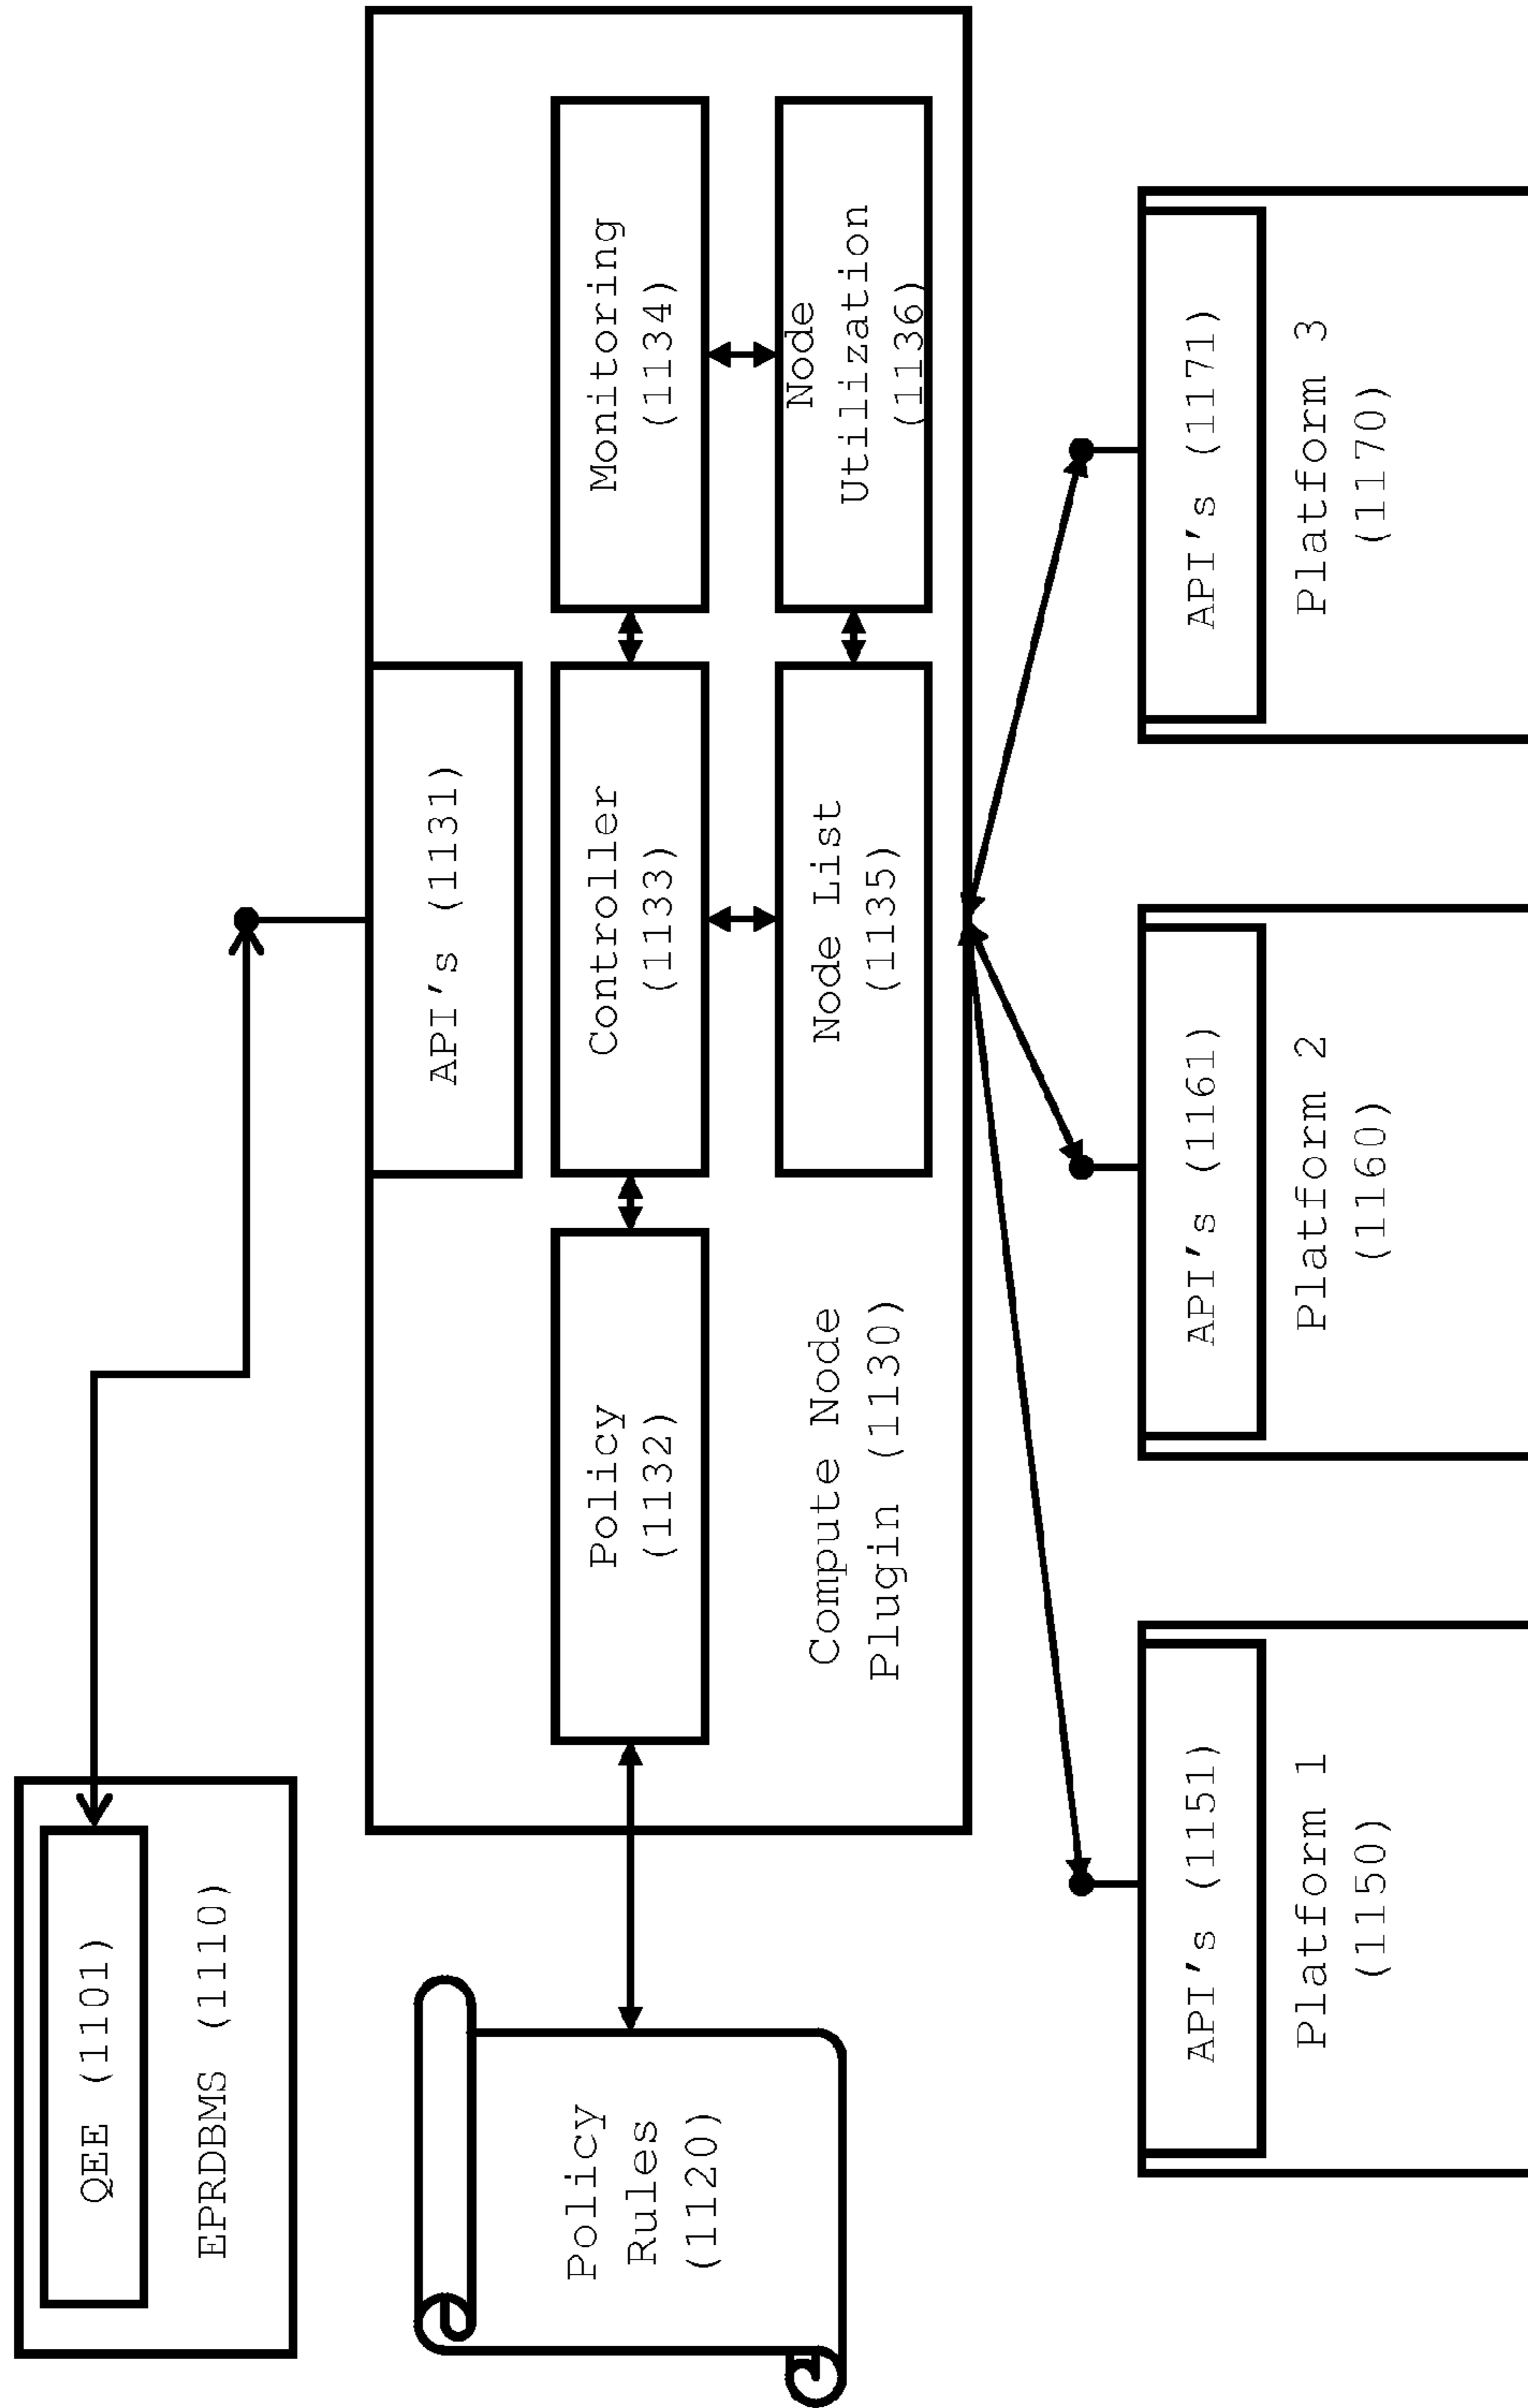 QEE (1101)
EPRDBMS (1110)
API's (1131)
Policy
Rules
(1120)
Policy
(1132)
Controller
(1133)
Monitoring
(1134)
Compute Node
Plugin (1130)
Node List
(1135)
Node
Utilization
(1136)
API's (1151)
Platform 1
(1150)
API's (1161)
Platform 2
(1160)
API's (1171)
Platform 3
(1170)